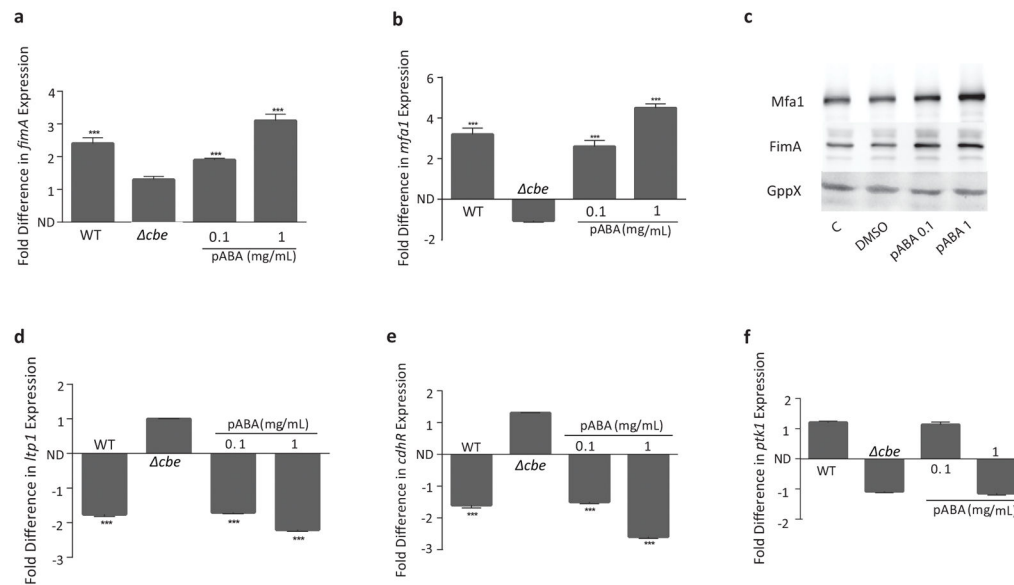 a
Fold Difference in fimA Expression
4
3
2
1
ND
***
***
***
WT
Δcbe
0.1
1
pABA (mg/mL)
b
Fold Difference in mfa1 Expression
6
4
2
ND
-2
***
***
***
Δcbe
WT
0.1
1
pABA (mg/mL)
c
Mfa1
FimA
GppX
C
DMSO
pABA 0.1
pABA 1
d
Fold Difference in ltp1 Expression
2
1
ND
-1
-2
-3
pABA(mg/mL)
WT
0.1
1
Δcbe
***
***
***
e
Fold Difference in cdhR Expression
2
1
ND
-1
-2
-3
pABA(mg/mL)
WT
0.1
1
Δcbe
***
***
***
f
Fold Difference in ptk1 Expression
2
1
ND
-1
-2
-3
Δcbe
1
WT
0. 1
pABA(mg/mL)